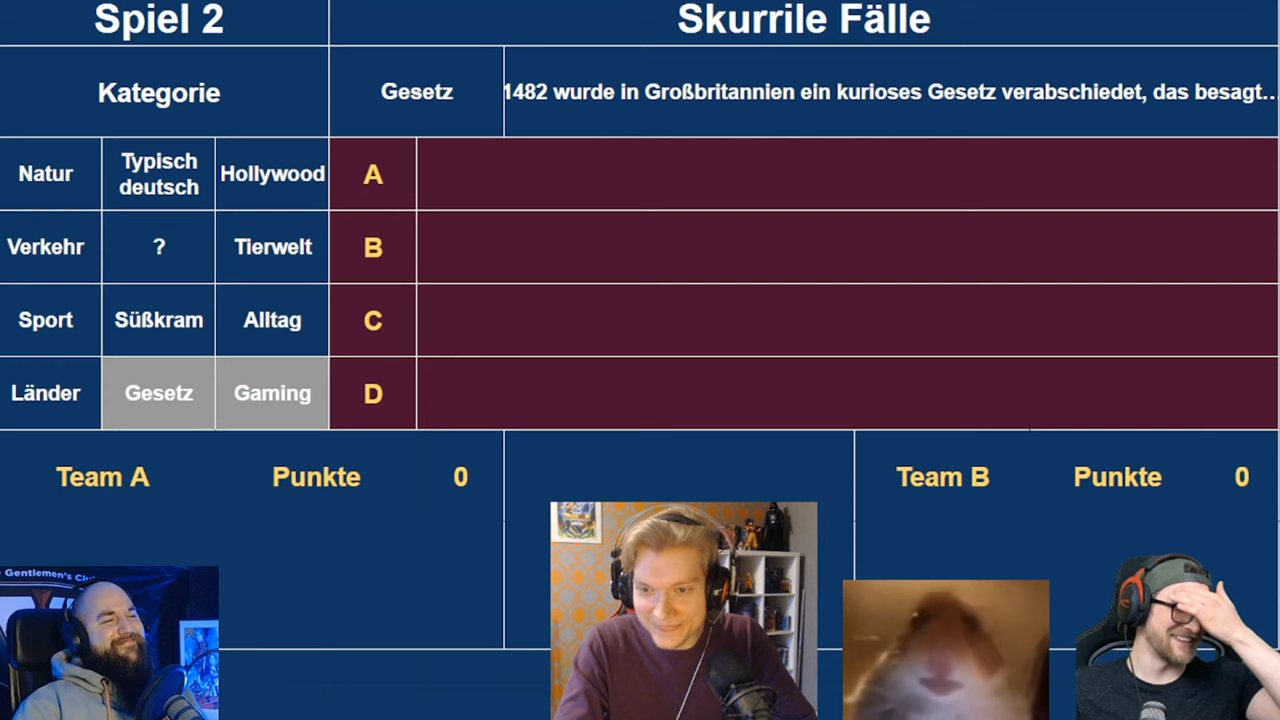 Spiel 2
Skurrile Fälle
Kategorie
Gesetz
1482 wurde in Großbritannien ein kurioses Gesetz verabschiedet, das besagt...
Natur
Typisch
deutsch
Hollywood
A
Verkehr
?
Tierwelt
B
Sport
Süßkram
Alltag
C
Länder
Gesetz
Gaming
D
Team A
Punkte
0
Team B
Punkte
0
Gentlemen's Clu